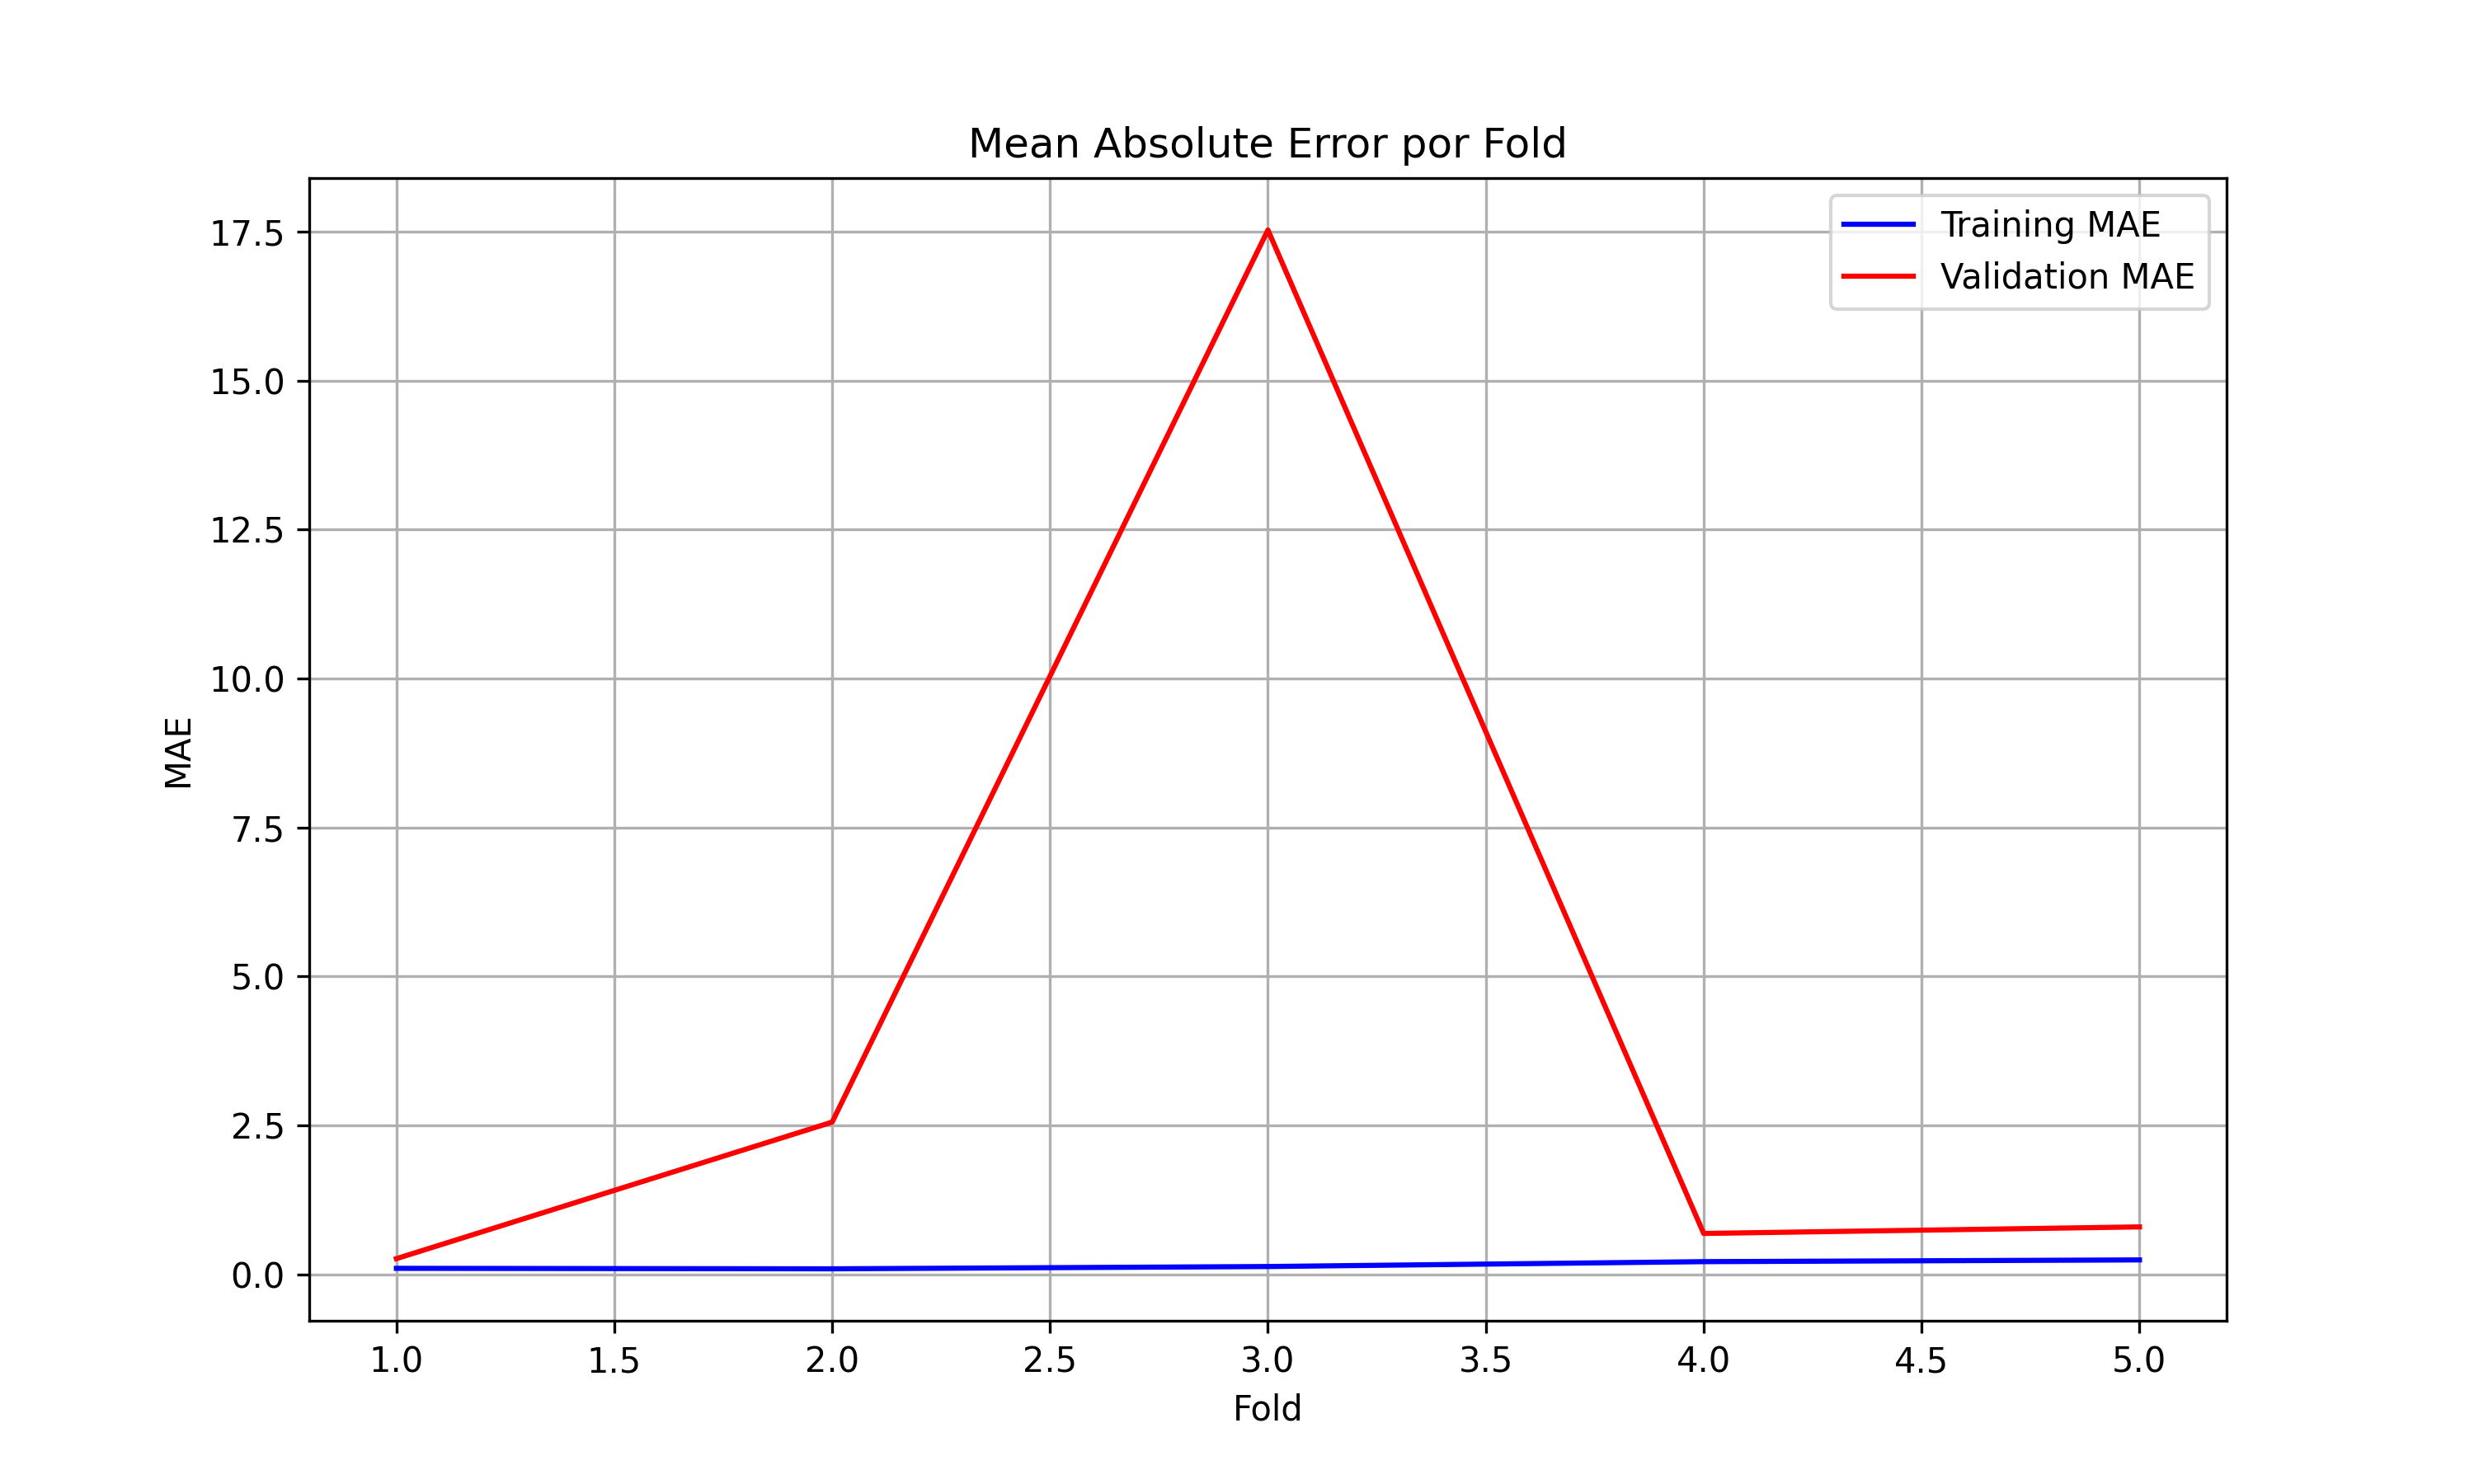 Mean Absolute Error por Fold
Training MAE
Validation MAE
17.5
15.0
12.5
10.0
7.5
5.0
2.5
0.0
MAE
1.0 1.5 2.0 2.5 3.0 3.5 4.0 4.5 5.0
Fold